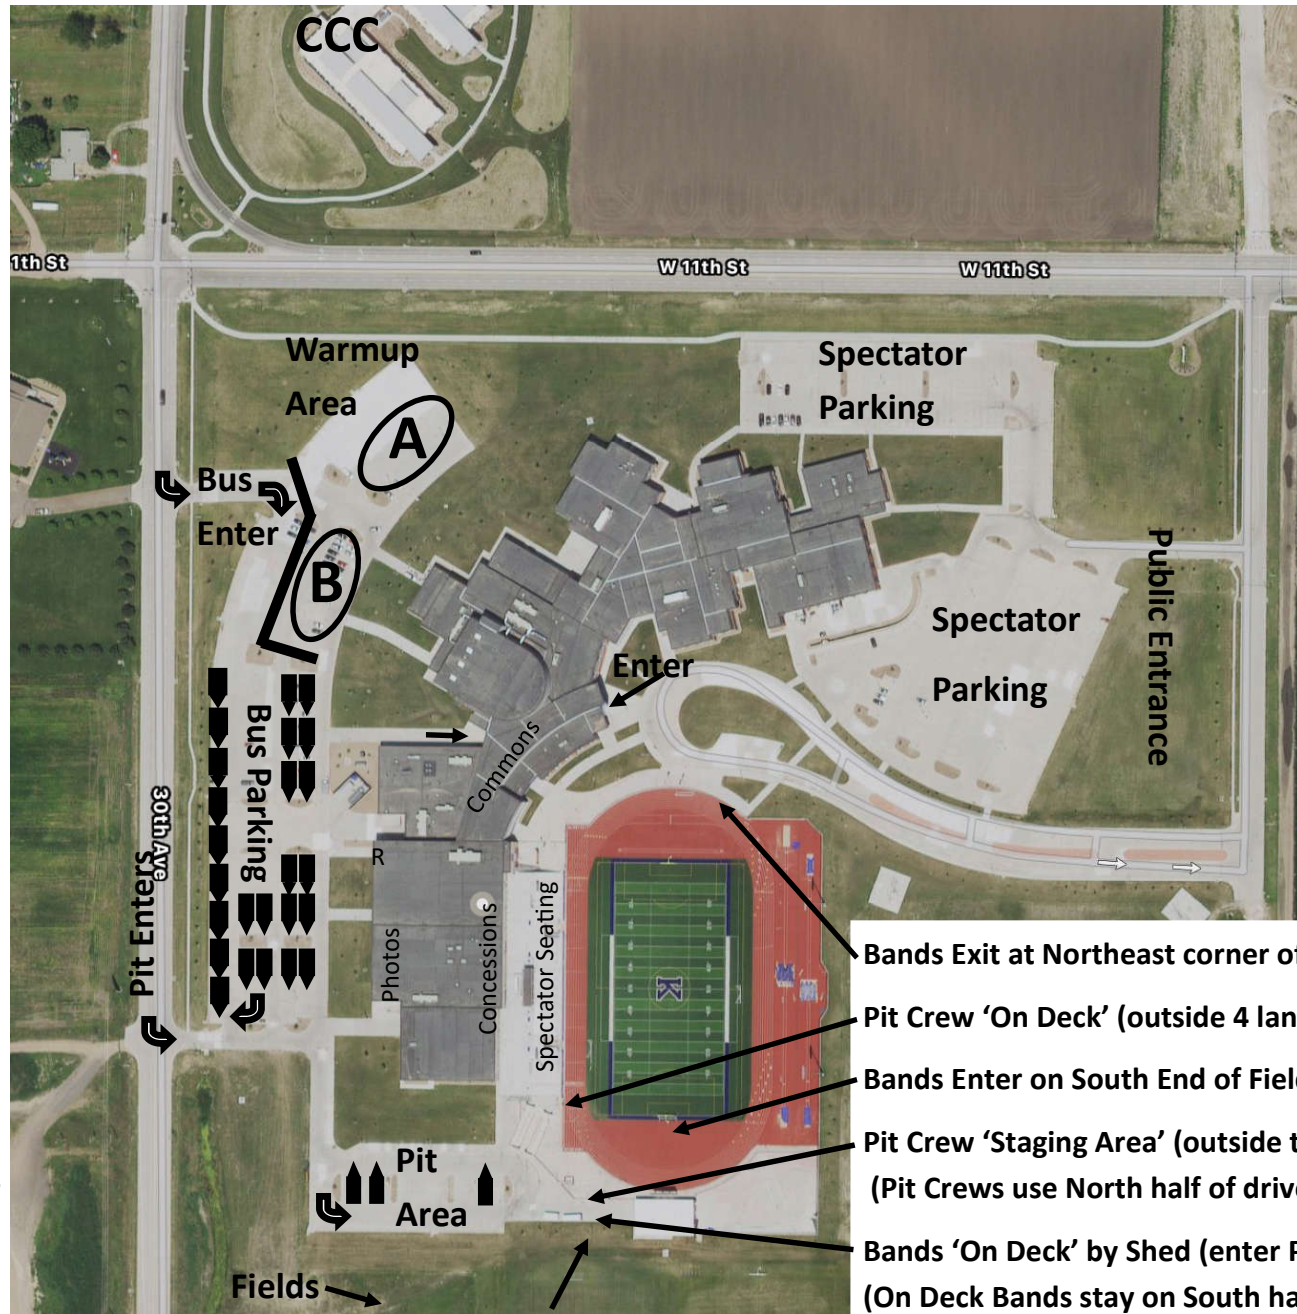 CCC
1th St
W 11th St
W 11th St
Warmup
Area
Spectator
Parking
A
Bus
Enter
B
Public Entrance
Spectator
Parking
Enter
Bus Parking
Commons
30th Ave
Pit Enters
R
Photos
Concessions
Spectator Seating
K
Bands Exit at Northeast corner of
Pit Crew ‘On Deck’ (outside 4 lan
Bands Enter on South End of Fiel
Pit Crew ‘Staging Area’ (outside t
(Pit Crews use North half of drive
Bands ‘On Deck’ by Shed (enter P
(On Deck Bands stay on South ha
Pit
Area
Fields